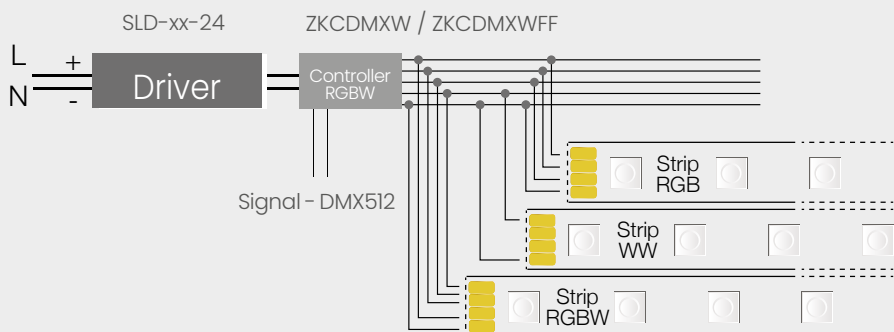 SLD-xx-24
ZKCDMXW / ZKCDMXWFF
L
+
N
-
Driver
Controller
RGBW
Signal - DMX512
Strip
RGB
Strip
WW
Strip
RGBW